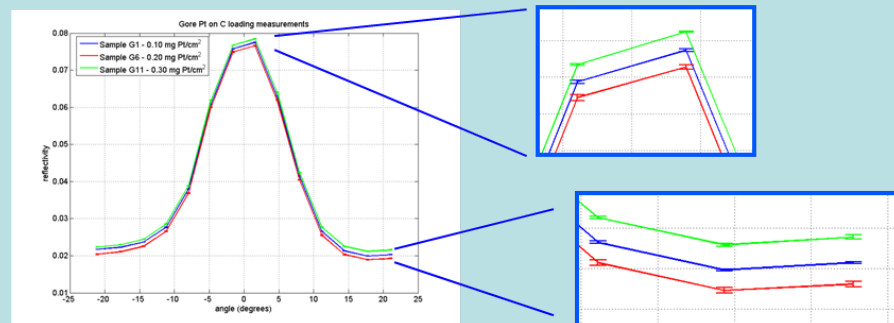 Gore Pt on C loading measurements
0.08
0.07
0.06
0.05
0.04
0.03
0.02
0.01
reflectivity
Sample G1 - 0.10 mg Pt/cm²
Sample G6 - 0.20 mg Pt/cm²
Sample G11 - 0.30 mg Pt/cm²
-25 -20 -15 -10 -5 0 5 10 15 20 25
angle (degrees)